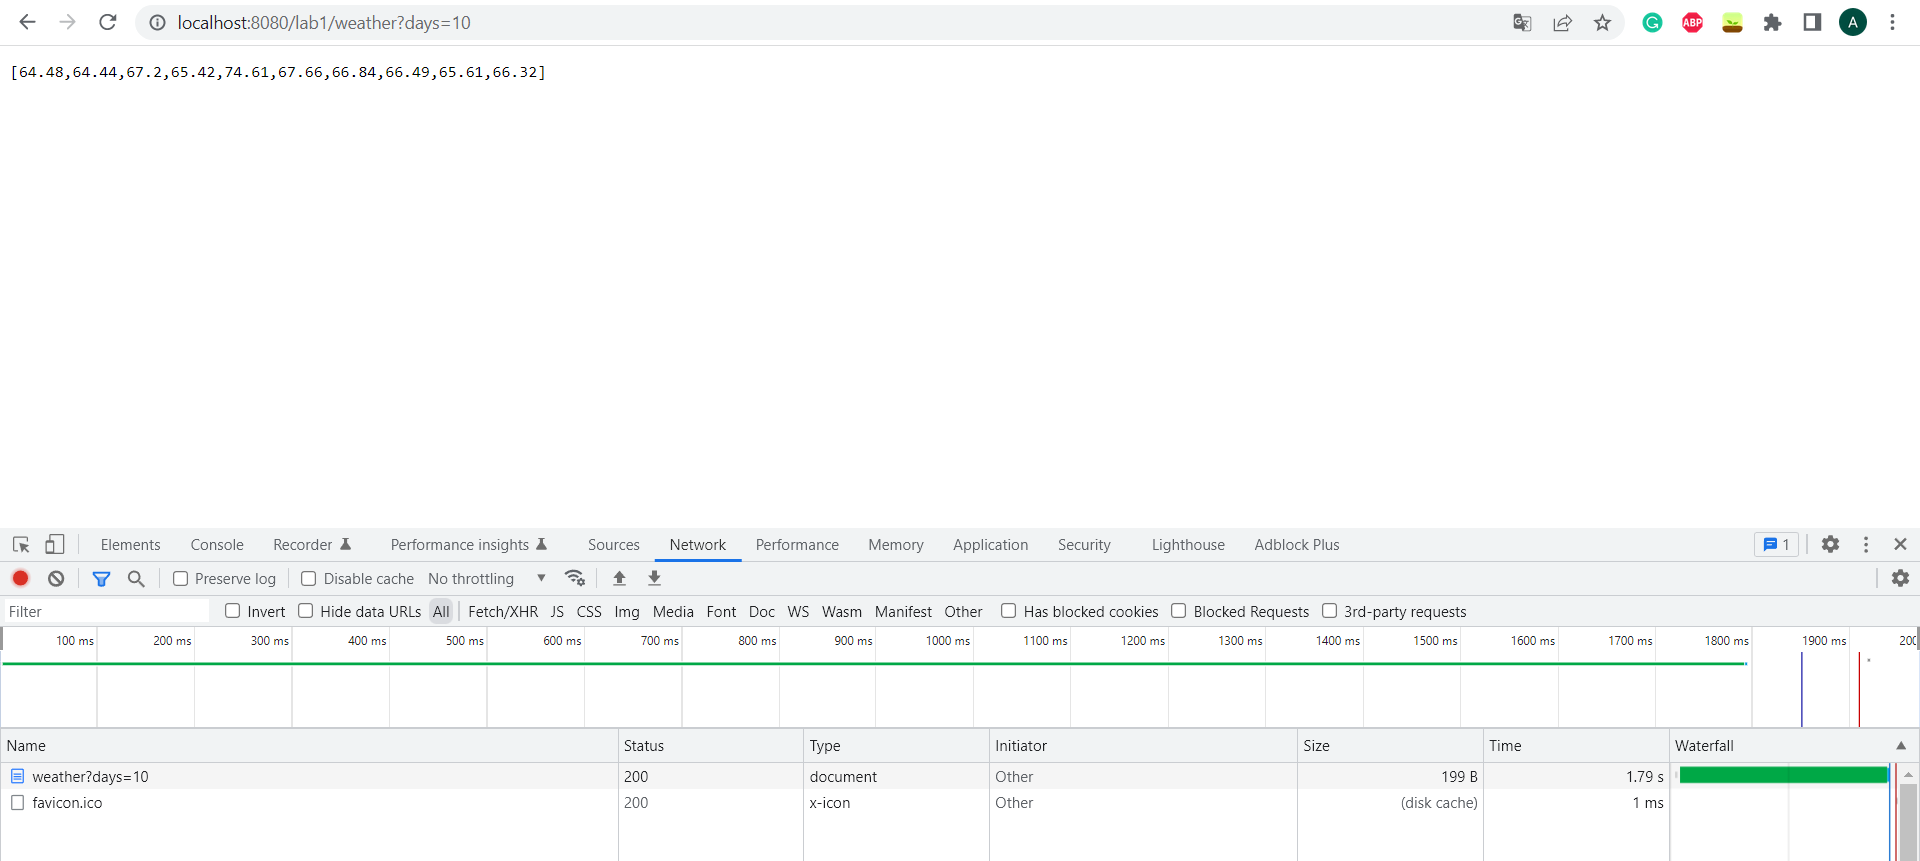 localhost:8080/lab1/weather?days=10
ABP
A
[64.48,64.44,67.2,65.42,74.61,67.66,66.84,66.49,65.61,66.32]
Elements Console Recorder Performance insights Sources Network Performance Memory Application Security Lighthouse Adblock Plus 1
Preserve log Disable cache No throttling
Filter Invert Hide data URLs All Fetch/XHR JS CSS Img Media Font Doc WS Wasm Manifest Other Has blocked cookies Blocked Requests 3rd-party requests
100 ms 200 ms 300 ms 400 ms 500 ms 600 ms 700 ms 800 ms 900 ms 1000 ms 1100 ms 1200 ms 1300 ms 1400 ms 1500 ms 1600 ms 1700 ms 1800 ms 1900 ms
Name Status Type Initiator Size Time Waterfall
weather?days=10 200 document Other 199 B 1.79 s
favicon.ico 200 x-icon Other (disk cache) 1 ms